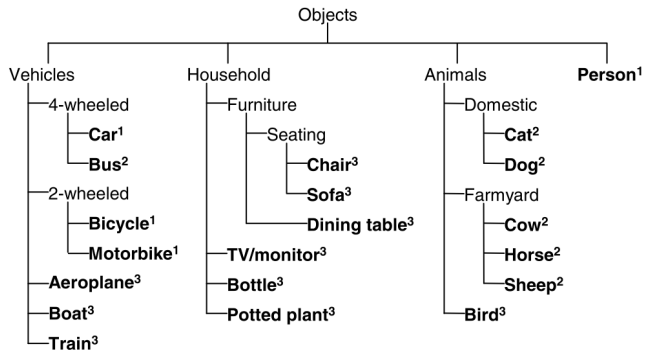 Objects
Vehicles
4-wheeled
Car¹
Bus²
2-wheeled
Bicycle¹
Motorbike¹
Aeroplane³
Boat³
Train³
Household
Furniture
Seating
Chair³
Sofa³
Dining table³
TV/monitor³
Bottle³
Potted plant³
Animals
Domestic
Cat²
Dog²
Farmyard
Cow²
Horse²
Sheep²
Bird³
Person¹